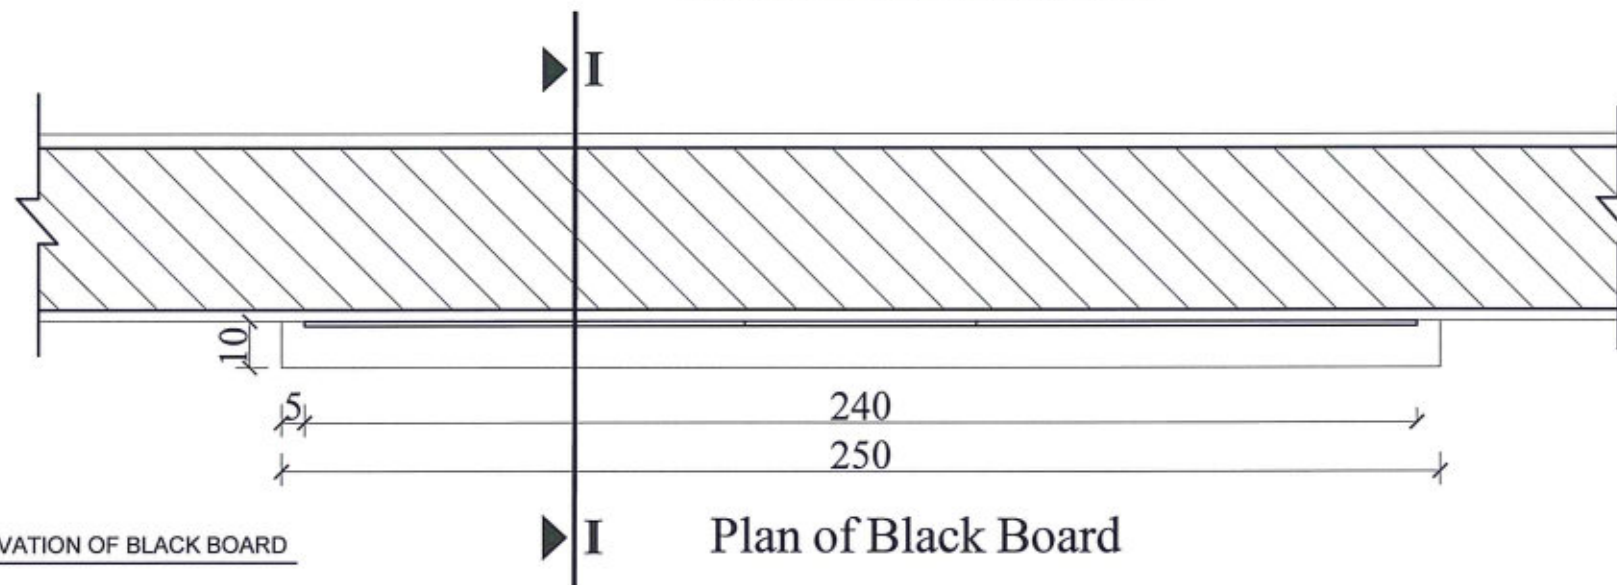 I
10
5
240
250
VATION OF BLACK BOARD
I
Plan of Black Board